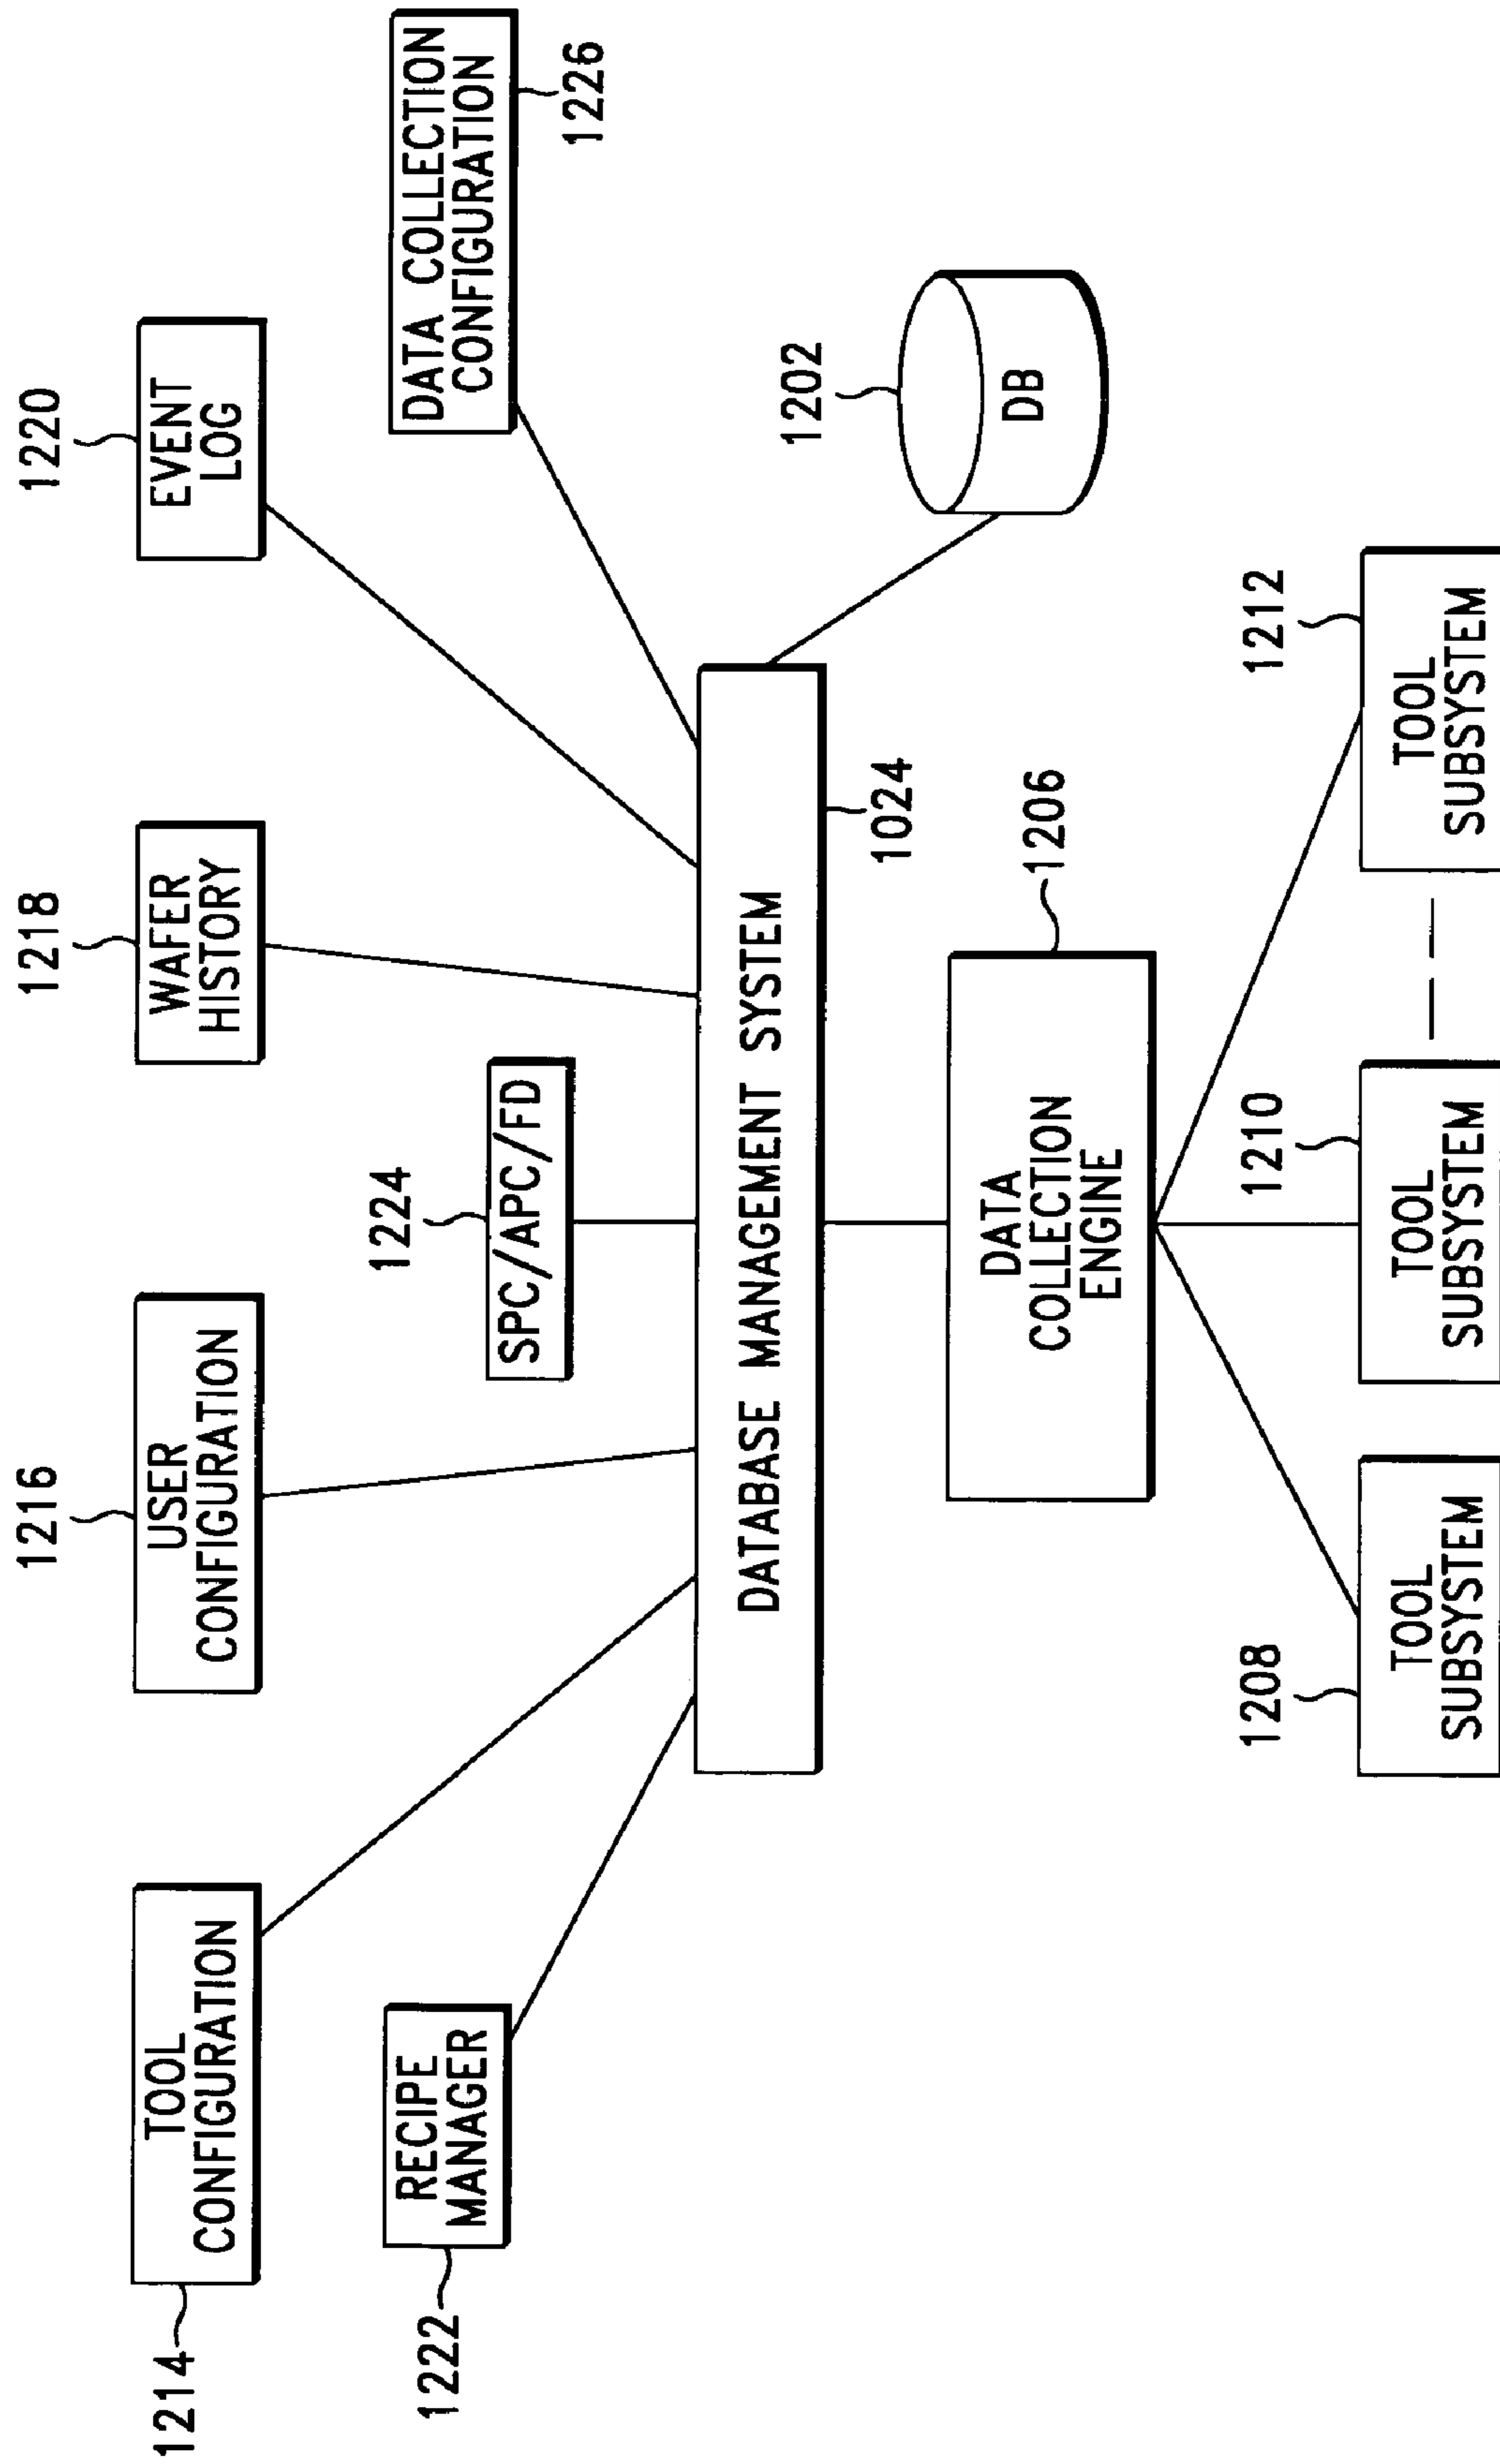 1214
TOOL
CONFIGURATION
1216
USER
CONFIGURATION
1218
WAFER
HISTORY
1220
EVENT
LOG
1222
RECIPE
MANAGER
1224
SPC/APC/FD
DATA COLLECTION
CONFIGURATION
1226
DATABASE MANAGEMENT SYSTEM
1024
1202
DB
DATA
COLLECTION
ENGINE
1206
1208
TOOL
SUBSYSTEM
1210
TOOL
SUBSYSTEM
1212
TOOL
SUBSYSTEM